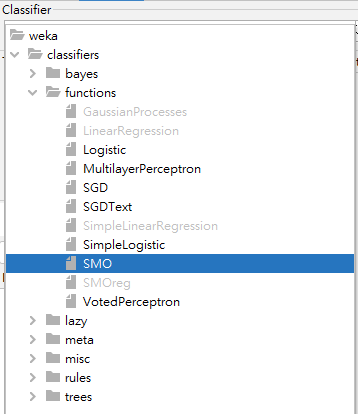 Classifier
weka
classifiers
bayes
functions
GaussianProcesses
LinearRegression
Logistic
MultilayerPerceptron
SGD
SGDText
SimpleLinearRegression
SimpleLogistic
SMO
SMOreg
VotedPerceptron
lazy
meta
misc
rules
trees